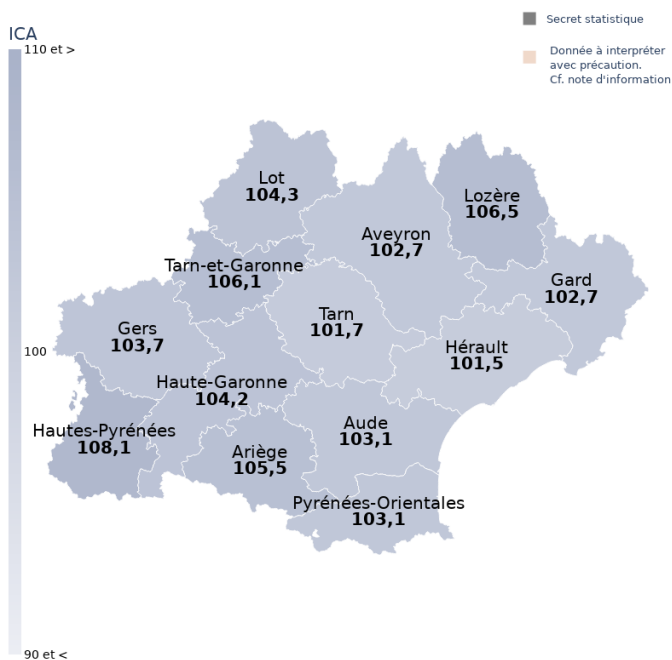 Secret statistique
ICA
110 et >
Donnée à interpréter
avec précaution.
Cf. note d'information
Lot
104,3
Lozère
106,5
Aveyron
102,7
Tarn-et-Garonne
106,1
Gard
102,7
Tarn
101,7
Gers
103,7
Hérault
101,5
100
Haute-Garonne
104,2
Hautes-Pyrénées
108,1
Aude
103,1
Ariège
105,5
Pyrénées-Orientales
103,1
90 et <